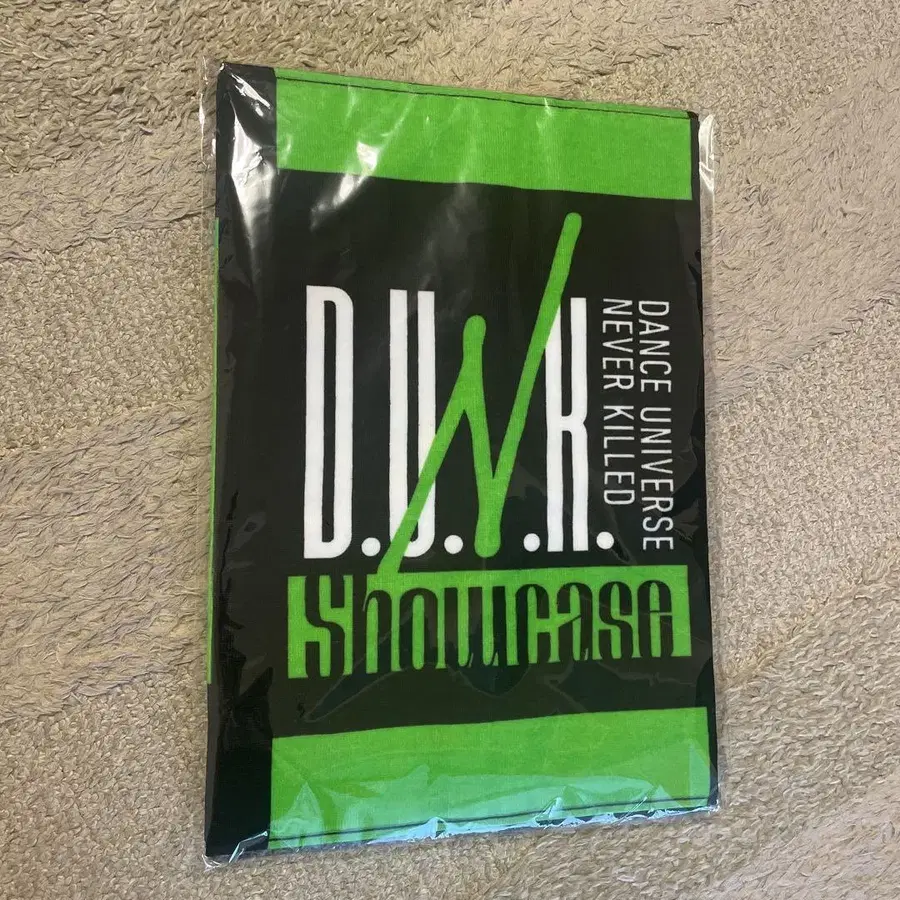 D.U.N.K.
DANCE UNIVERSE
NEVER KILLED
Showcase